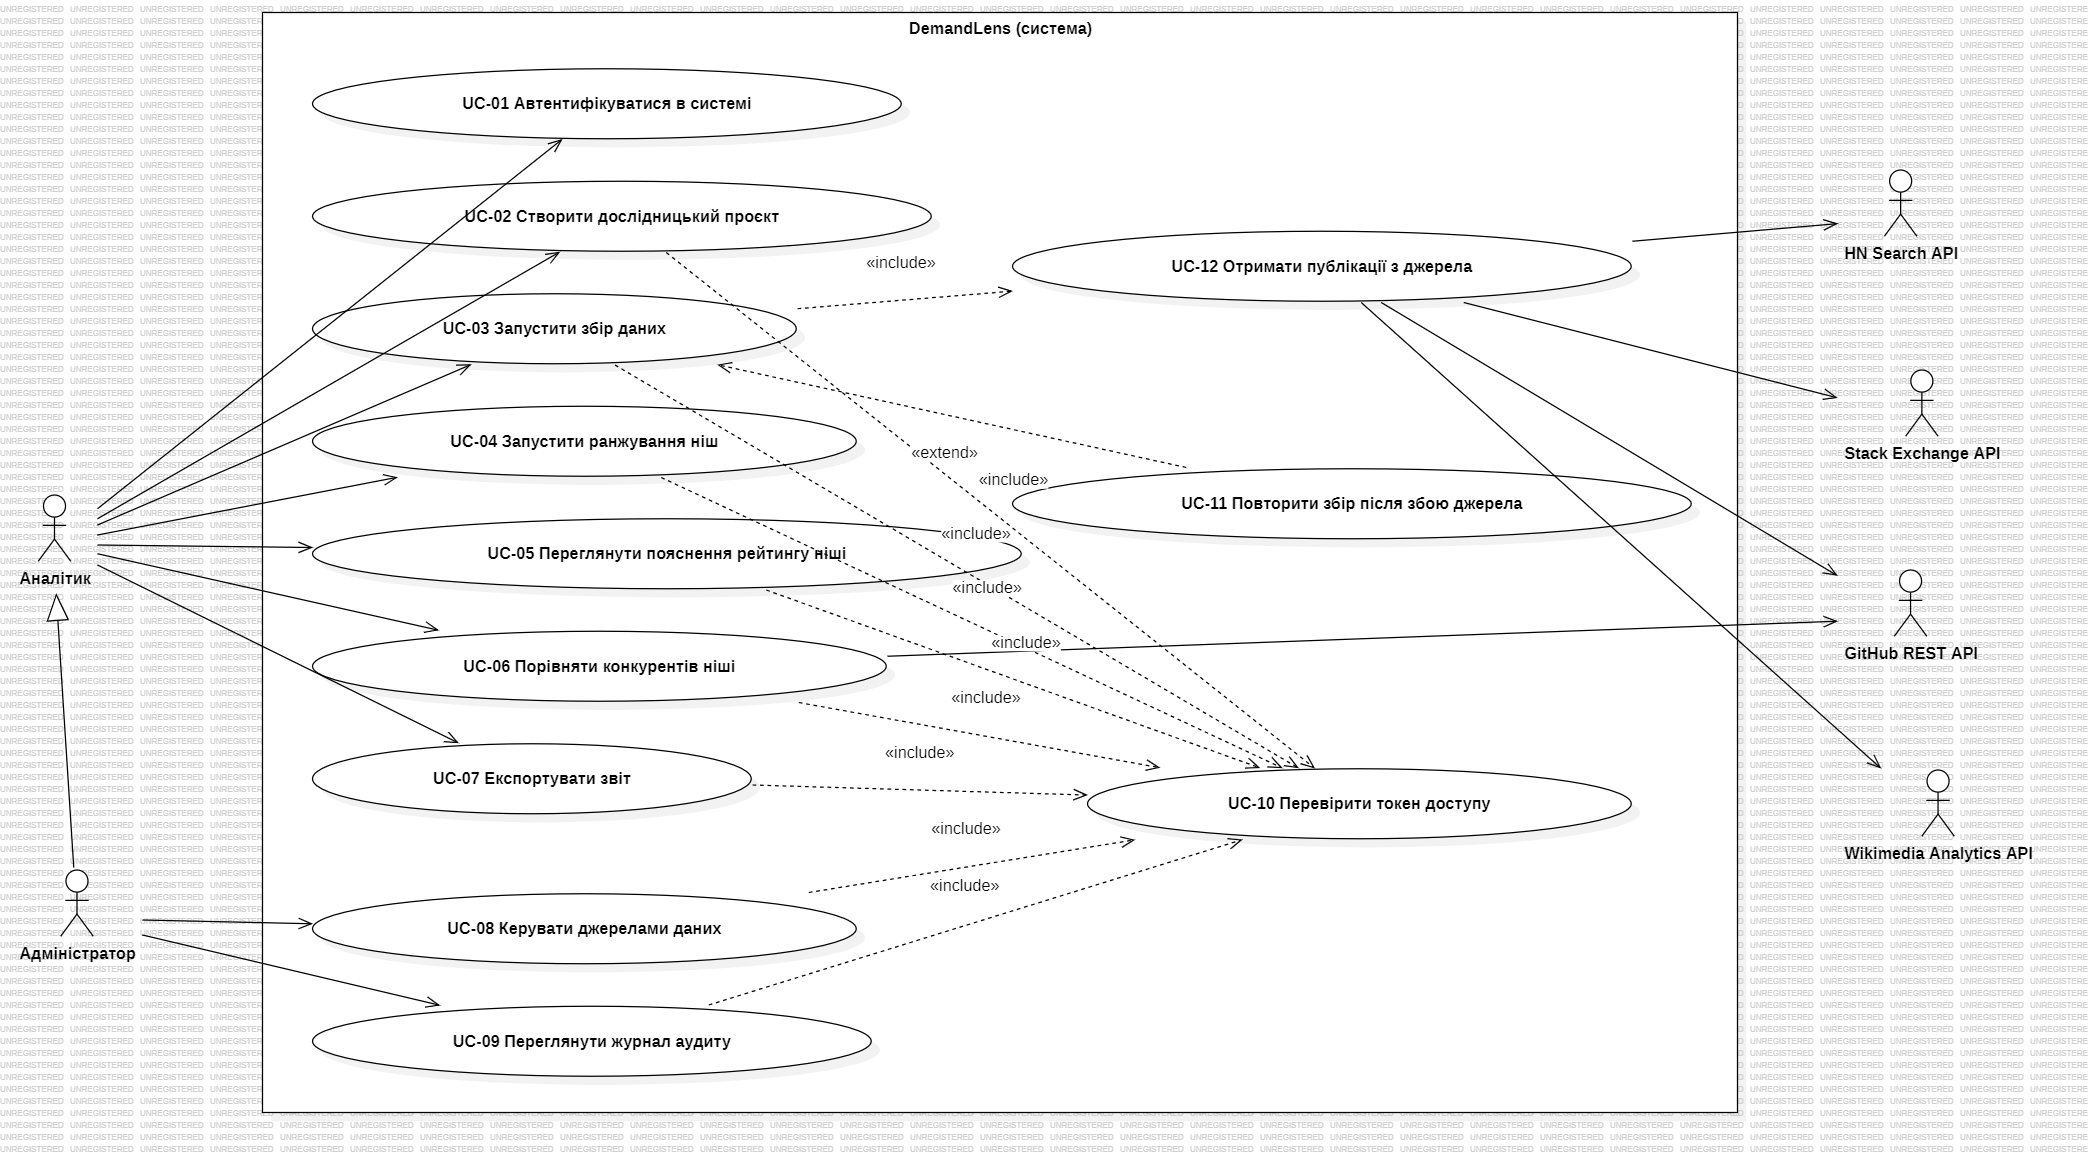 DemandLens (система)
UC-01 Автентифікуватися в системі
UC-02 Створити дослідницький проєкт
«include»
UC-12 Отримати публікації з джерела
HN Search API
UC-03 Запустити збір даних
UC-04 Запустити ранжування ніш
«extend»
Stack Exchange API
«include»
UC-11 Повторити збір після збою джерела
«include»
UC-05 Переглянути пояснення рейтингу ніші
Аналітик
«include»
«include»
GitHub REST API
UC-06 Порівняти конкурентів ніші
«include»
«include»
UC-07 Експортувати звіт
UC-10 Перевірити токен доступу
«include»
Wikimedia Analytics API
«include»
UC-08 Керувати джерелами даних
Адміністратор
UC-09 Переглянути журнал аудиту
UNREGISTERED